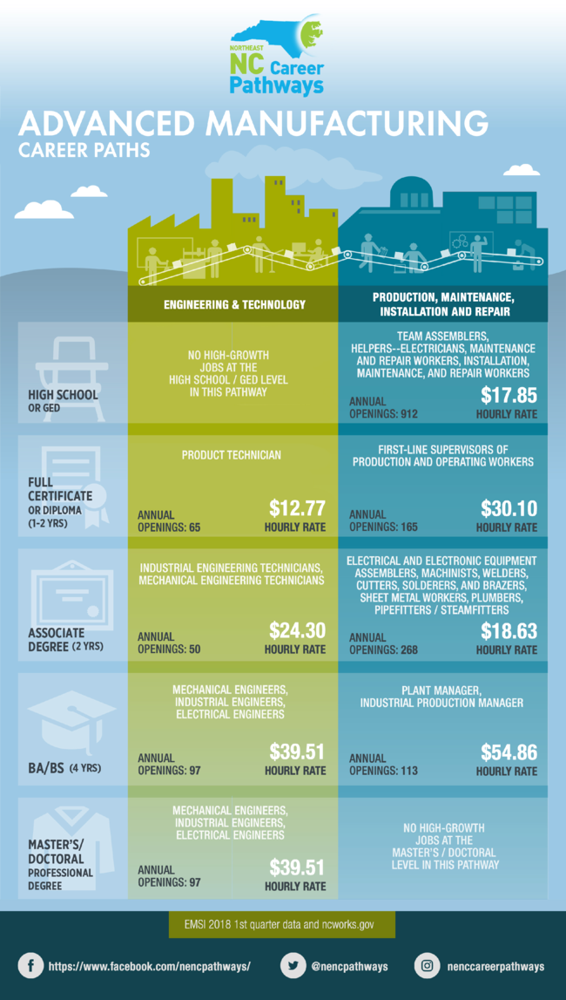 NORTHEAST
NC Career
Pathways
ADVANCED MANUFACTURING
CAREER PATHS
ENGINEERING & TECHNOLOGY
PRODUCTION, MAINTENANCE,
INSTALLATION AND REPAIR
HIGH SCHOOL
OR GED
NO HIGH-GROWTH
JOBS AT THE
HIGH SCHOOL / GED LEVEL
IN THIS PATHWAY
TEAM ASSEMBLERS,
HELPERS--ELECTRICIANS, MAINTENANCE
AND REPAIR WORKERS, INSTALLATION,
MAINTENANCE, AND REPAIR WORKERS
ANNUAL
OPENINGS: 912
$17.85
HOURLY RATE
FULL
CERTIFICATE
OR DIPLOMA
(1-2 YRS)
PRODUCT TECHNICIAN
ANNUAL
OPENINGS: 65
$12.77
HOURLY RATE
FIRST-LINE SUPERVISORS OF
PRODUCTION AND OPERATING WORKERS
ANNUAL
OPENINGS: 165
$30.10
HOURLY RATE
ASSOCIATE
DEGREE (2 YRS)
INDUSTRIAL ENGINEERING TECHNICIANS,
MECHANICAL ENGINEERING TECHNICIANS
ANNUAL
OPENINGS: 50
$24.30
HOURLY RATE
ELECTRICAL AND ELECTRONIC EQUIPMENT
ASSEMBLERS, MACHINISTS, WELDERS,
CUTTERS, SOLDERERS, AND BRAZERS,
SHEET METAL WORKERS, PLUMBERS,
PIPEFITTERS / STEAMFITTERS
ANNUAL
OPENINGS: 268
$18.63
HOURLY RATE
BA/BS (4 YRS)
MECHANICAL ENGINEERS,
INDUSTRIAL ENGINEERS,
ELECTRICAL ENGINEERS
ANNUAL
OPENINGS: 97
$39.51
HOURLY RATE
PLANT MANAGER,
INDUSTRIAL PRODUCTION MANAGER
ANNUAL
OPENINGS: 113
$54.86
HOURLY RATE
MASTER'S/
DOCTORAL
PROFESSIONAL
DEGREE
MECHANICAL ENGINEERS,
INDUSTRIAL ENGINEERS,
ELECTRICAL ENGINEERS
ANNUAL
OPENINGS: 97
$39.51
HOURLY RATE
NO HIGH-GROWTH
JOBS AT THE
MASTER'S / DOCTORAL
LEVEL IN THIS PATHWAY
EMSI 2018 1st quarter data and ncworks.gov
https://www.facebook.com/nencpathways/
@nencpathways
nenccareerpathways